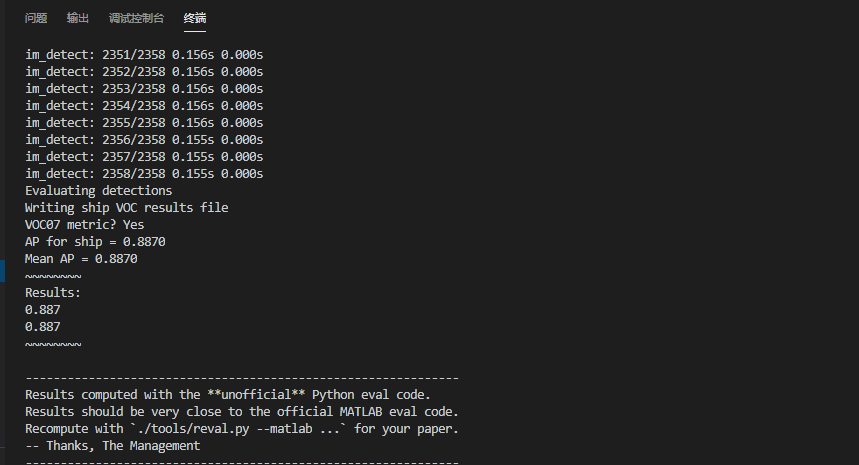 问题 输出 调试控制台 终端
im_detect: 2351/2358 0.156s 0.000s
im_detect: 2352/2358 0.156s 0.000s
im_detect: 2353/2358 0.156s 0.000s
im_detect: 2354/2358 0.156s 0.000s
im_detect: 2355/2358 0.156s 0.000s
im_detect: 2356/2358 0.155s 0.000s
im_detect: 2357/2358 0.155s 0.000s
im_detect: 2358/2358 0.155s 0.000s
Evaluating detections
Writing ship VOC results file
VOC07 metric? Yes
AP for ship = 0.8870
Mean AP = 0.8870
~~~~~~~~
Results:
0.887
0.887
~~~~~~~~
--------------------------------------------------------------
Results computed with the **unofficial** Python eval code.
Results should be very close to the official MATLAB eval code.
Recompute with `./tools/reval.py --matlab ...` for your paper.
-- Thanks, The Management
--------------------------------------------------------------